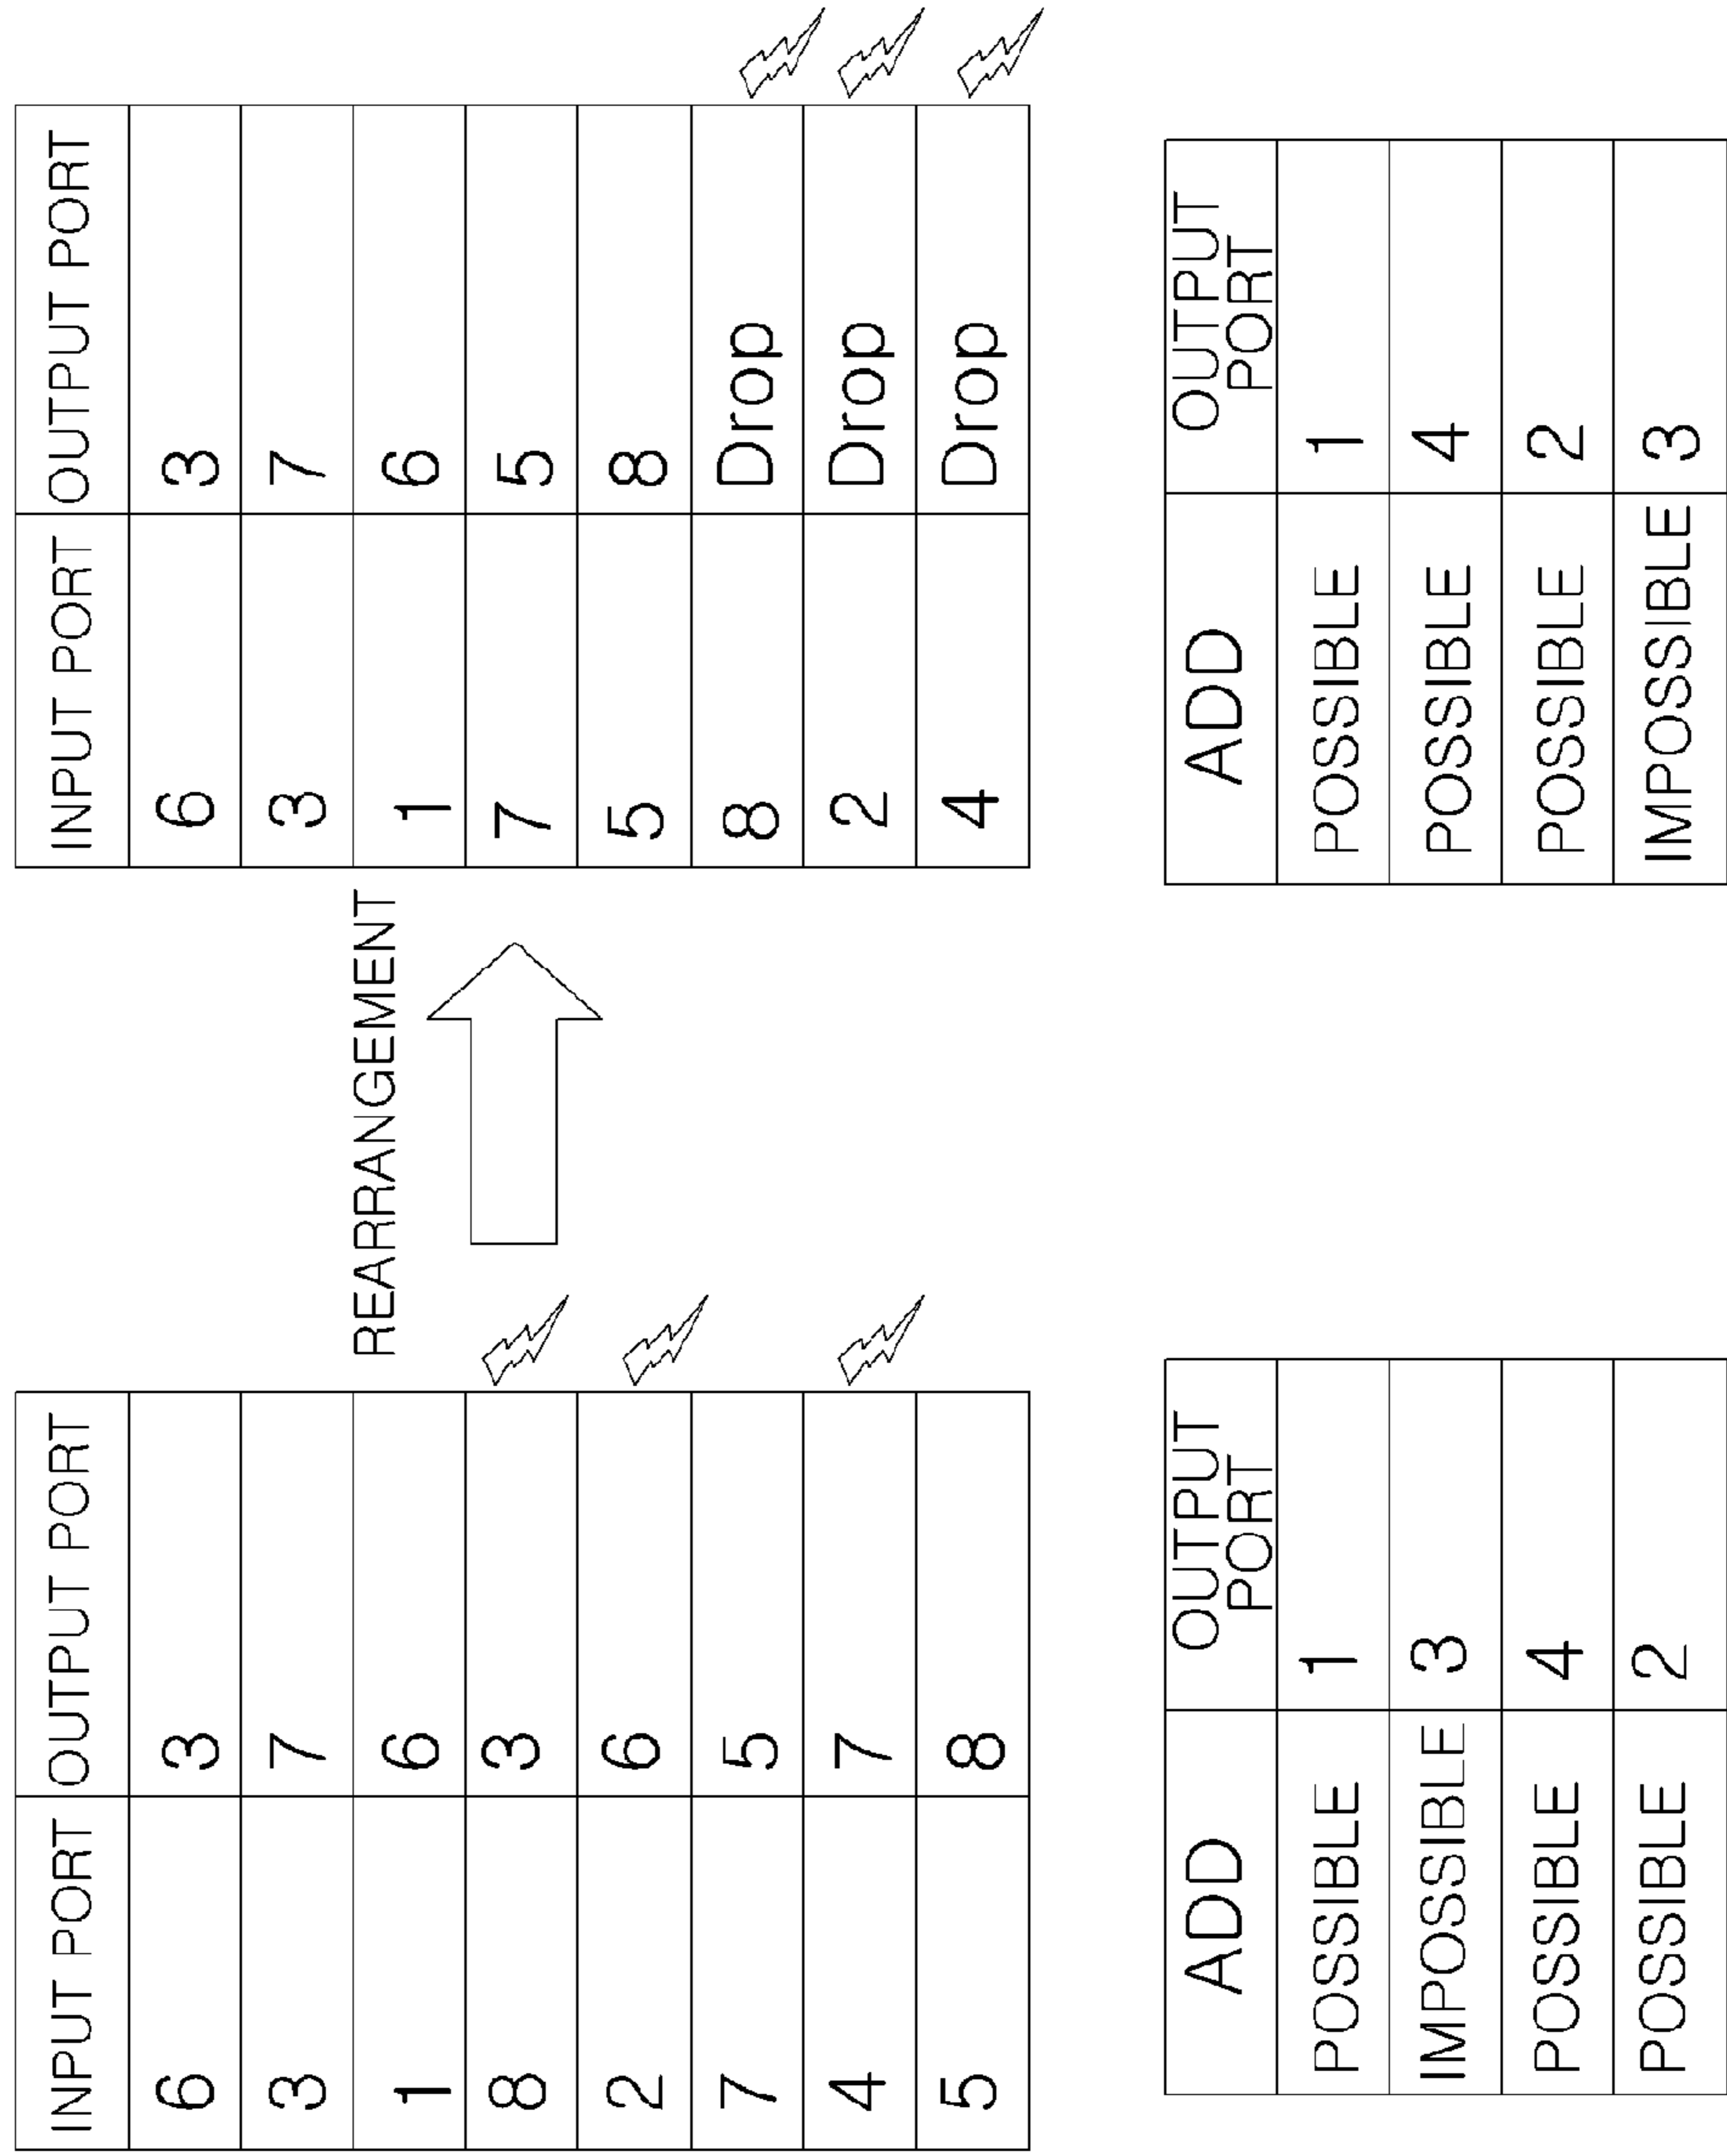 INPUT PORT OUTPUT PORT
6 3
3 7
1 6
8 3
2 6
7 5
4 7
5 8
REARRANGEMENT
INPUT PORT OUTPUT PORT
6 3
3 7
1 6
7 5
5 8
8 Drop
2 Drop
4 Drop
ADD OUTPUT
PORT
POSSIBLE 1
IMPOSSIBLE 3
POSSIBLE 4
POSSIBLE 2
ADD OUTPUT
PORT
POSSIBLE 1
POSSIBLE 4
POSSIBLE 2
IMPOSSIBLE 3